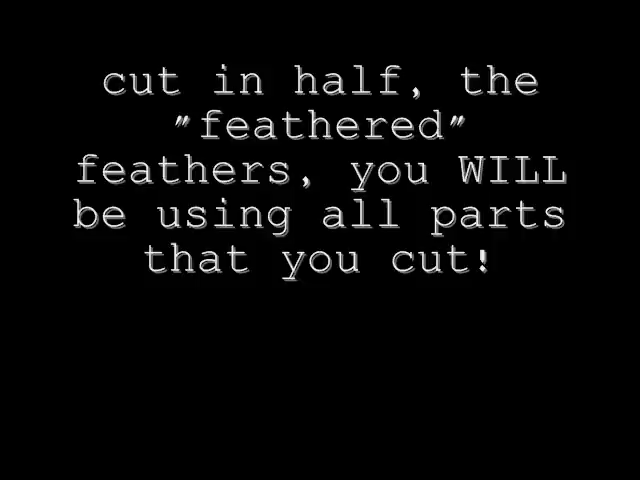 cut in half, the
"feathered"
feathers, you WILL
be using all parts
that you cut!